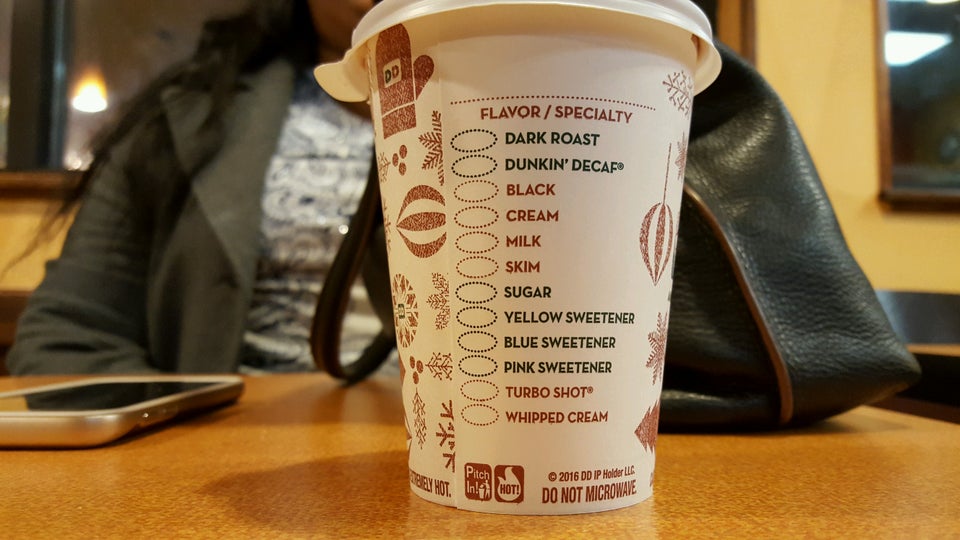 DD
FLAVOR / SPECIALTY
DARK ROAST
DUNKIN' DECAF®
BLACK
CREAM
MILK
SKIM
SUGAR
YELLOW SWEETENER
BLUE SWEETENER
PINK SWEETENER
TURBO SHOT®
WHIPPED CREAM
Pitch
In!
HOT!
© 2016 DD IP Holder LLC.
HOT.
DO NOT MICROWAVE.